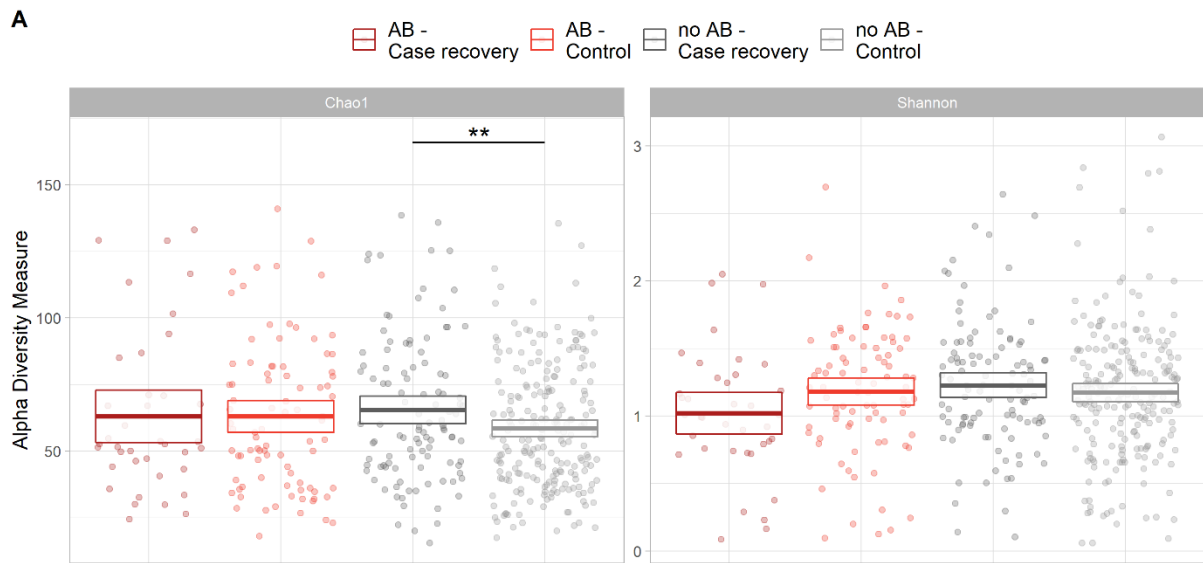 A
AB -
Case recovery
AB -
Control
no AB -
Case recovery
no AB -
Control
Chao1
Shannon
Alpha Diversity Measure
**
150
100
50
3
2
1
0